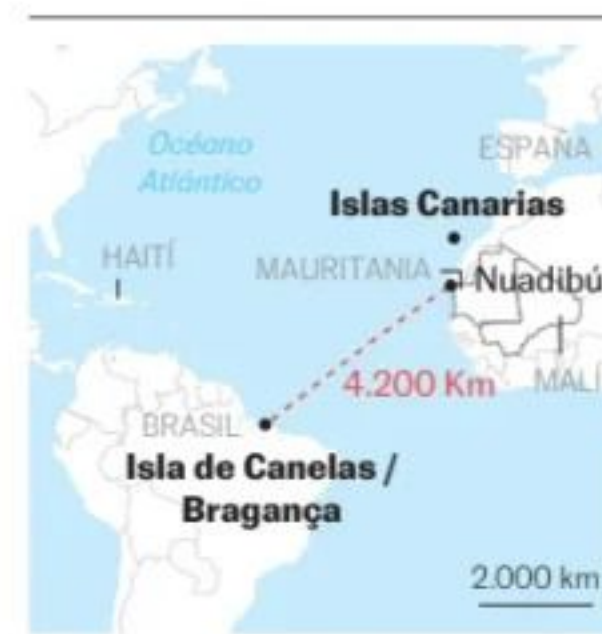 Océano
Atlántico
ESPAÑA
Islas Canarias
HAITÍ
MAURITANIA
Nuadibú
4.200 Km
MALÍ
BRASIL
Isla de Canelas /
Bragança
2.000 km